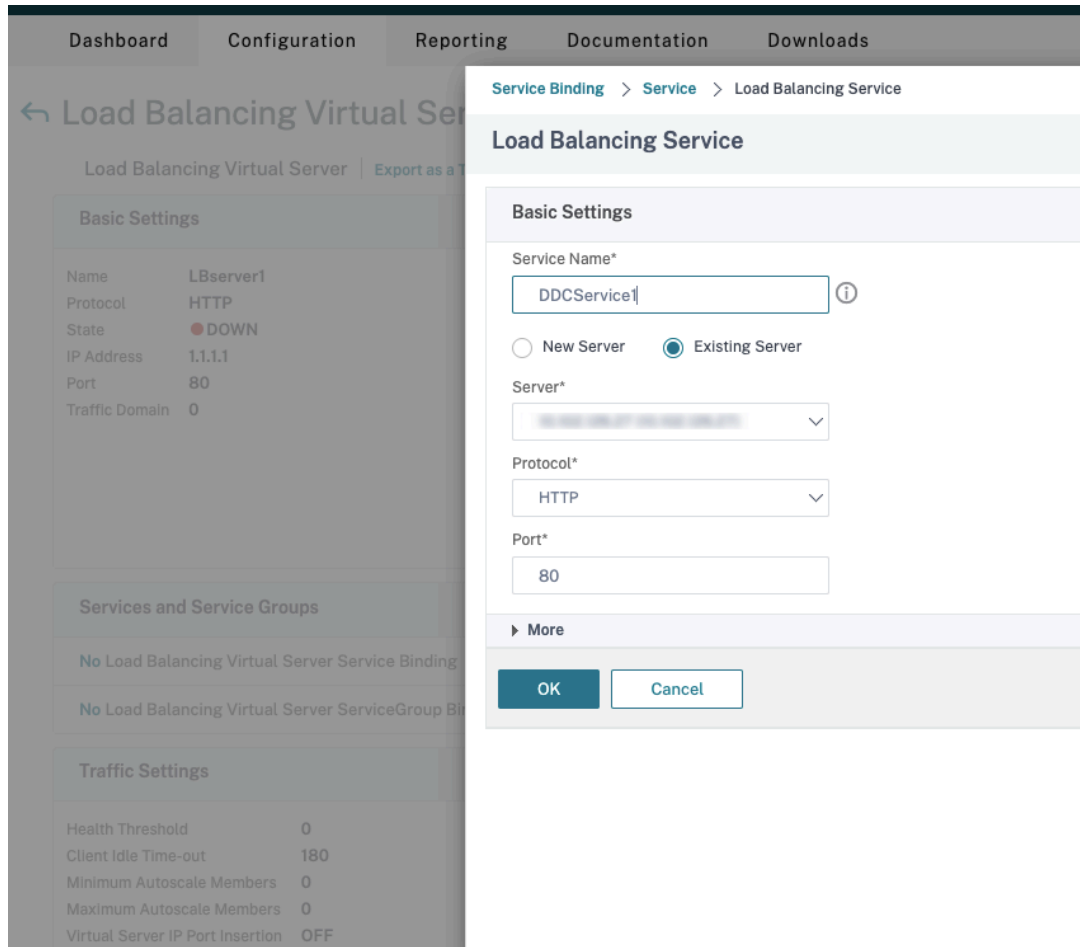 Dashboard Configuration Reporting Documentation Downloads
Load Balancing Virtual Ser
Load Balancing Virtual Server Export as a T
Basic Settings
Name LBserver1
Protocol HTTP
State DOWN
IP Address 1.1.1.1
Port 80
Traffic Domain 0
Services and Service Groups
No Load Balancing Virtual Server Service Binding
No Load Balancing Virtual Server ServiceGroup Bi
Traffic Settings
Health Threshold 0
Client Idle Time-out 180
Minimum Autoscale Members 0
Maximum Autoscale Members 0
Virtual Server IP Port Insertion OFF
Service Binding > Service > Load Balancing Service
Load Balancing Service
Basic Settings
Service Name*
DDCService1
New Server Existing Server
Server*
Protocol*
HTTP
Port*
80
More
OK Cancel